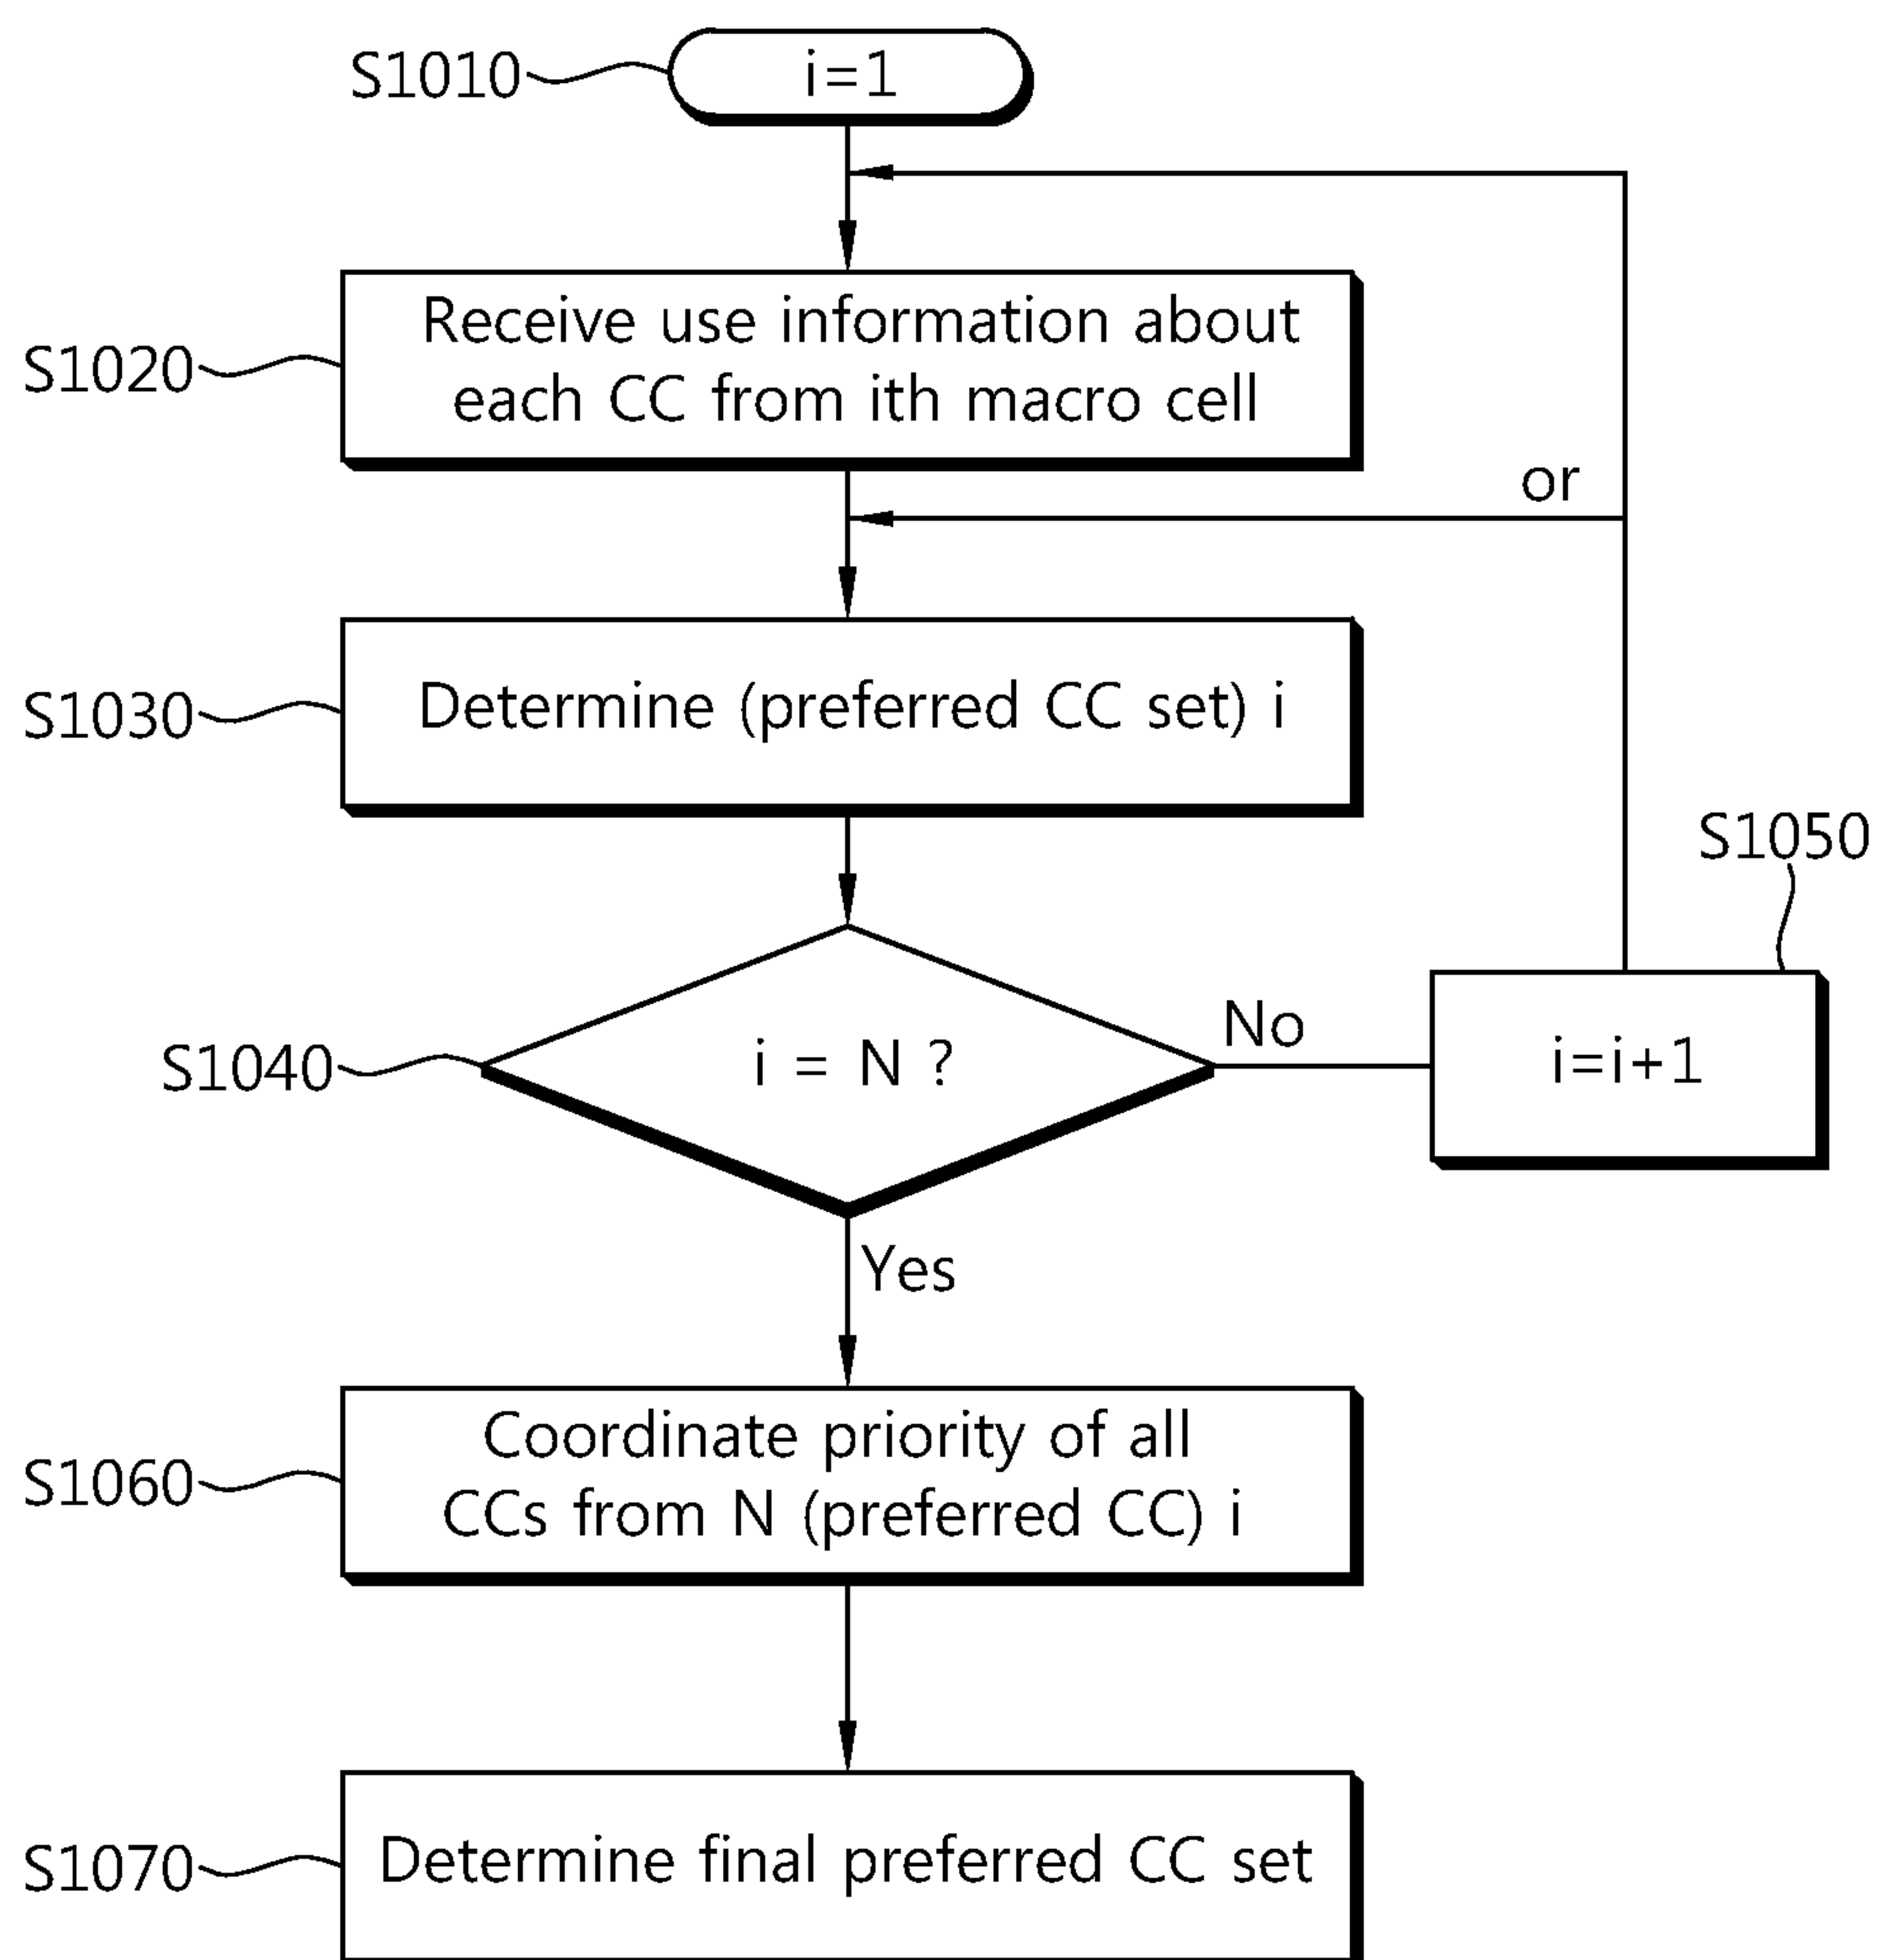 S1010
i=1
S1020
Receive use information about
each CC from ith macro cell
or
S1030
Determine (preferred CC set) i
S1050
S1040
i = N ?
No
i=i+1
Yes
S1060
Coordinate priority of all
CCs from N (preferred CC) i
S1070
Determine final preferred CC set